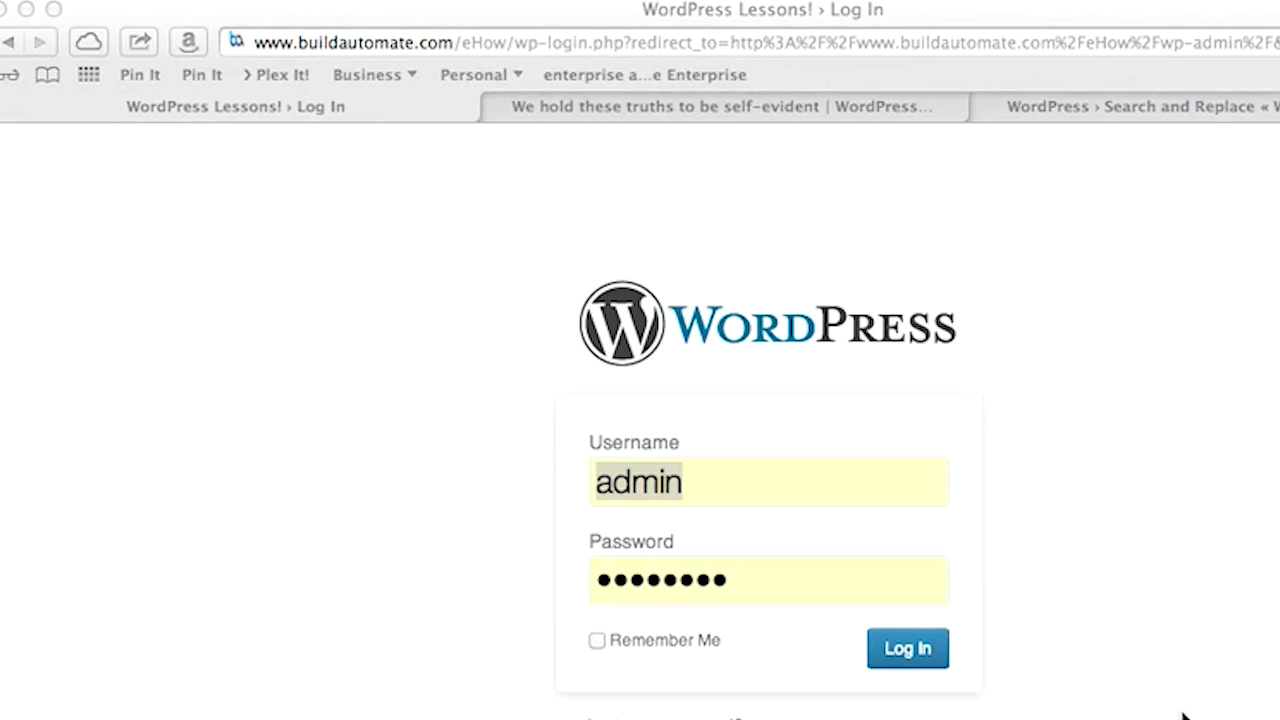 WordPress Lessons! › Log In
www.buildautomate.com/eHow/wp-login.php?redirect_to=http%3A%2F%2Fwww.buildautomate.com%2FeHow%2Fwp-admin%2F&
Pin It Pin It Plex It! Business Personal enterprise a...e Enterprise
WordPress Lessons! › Log In We hold these truths to be self-evident | WordPress... WordPress › Search and Replace « W
WORDPRESS
Username
admin
Password
Remember Me
Log In